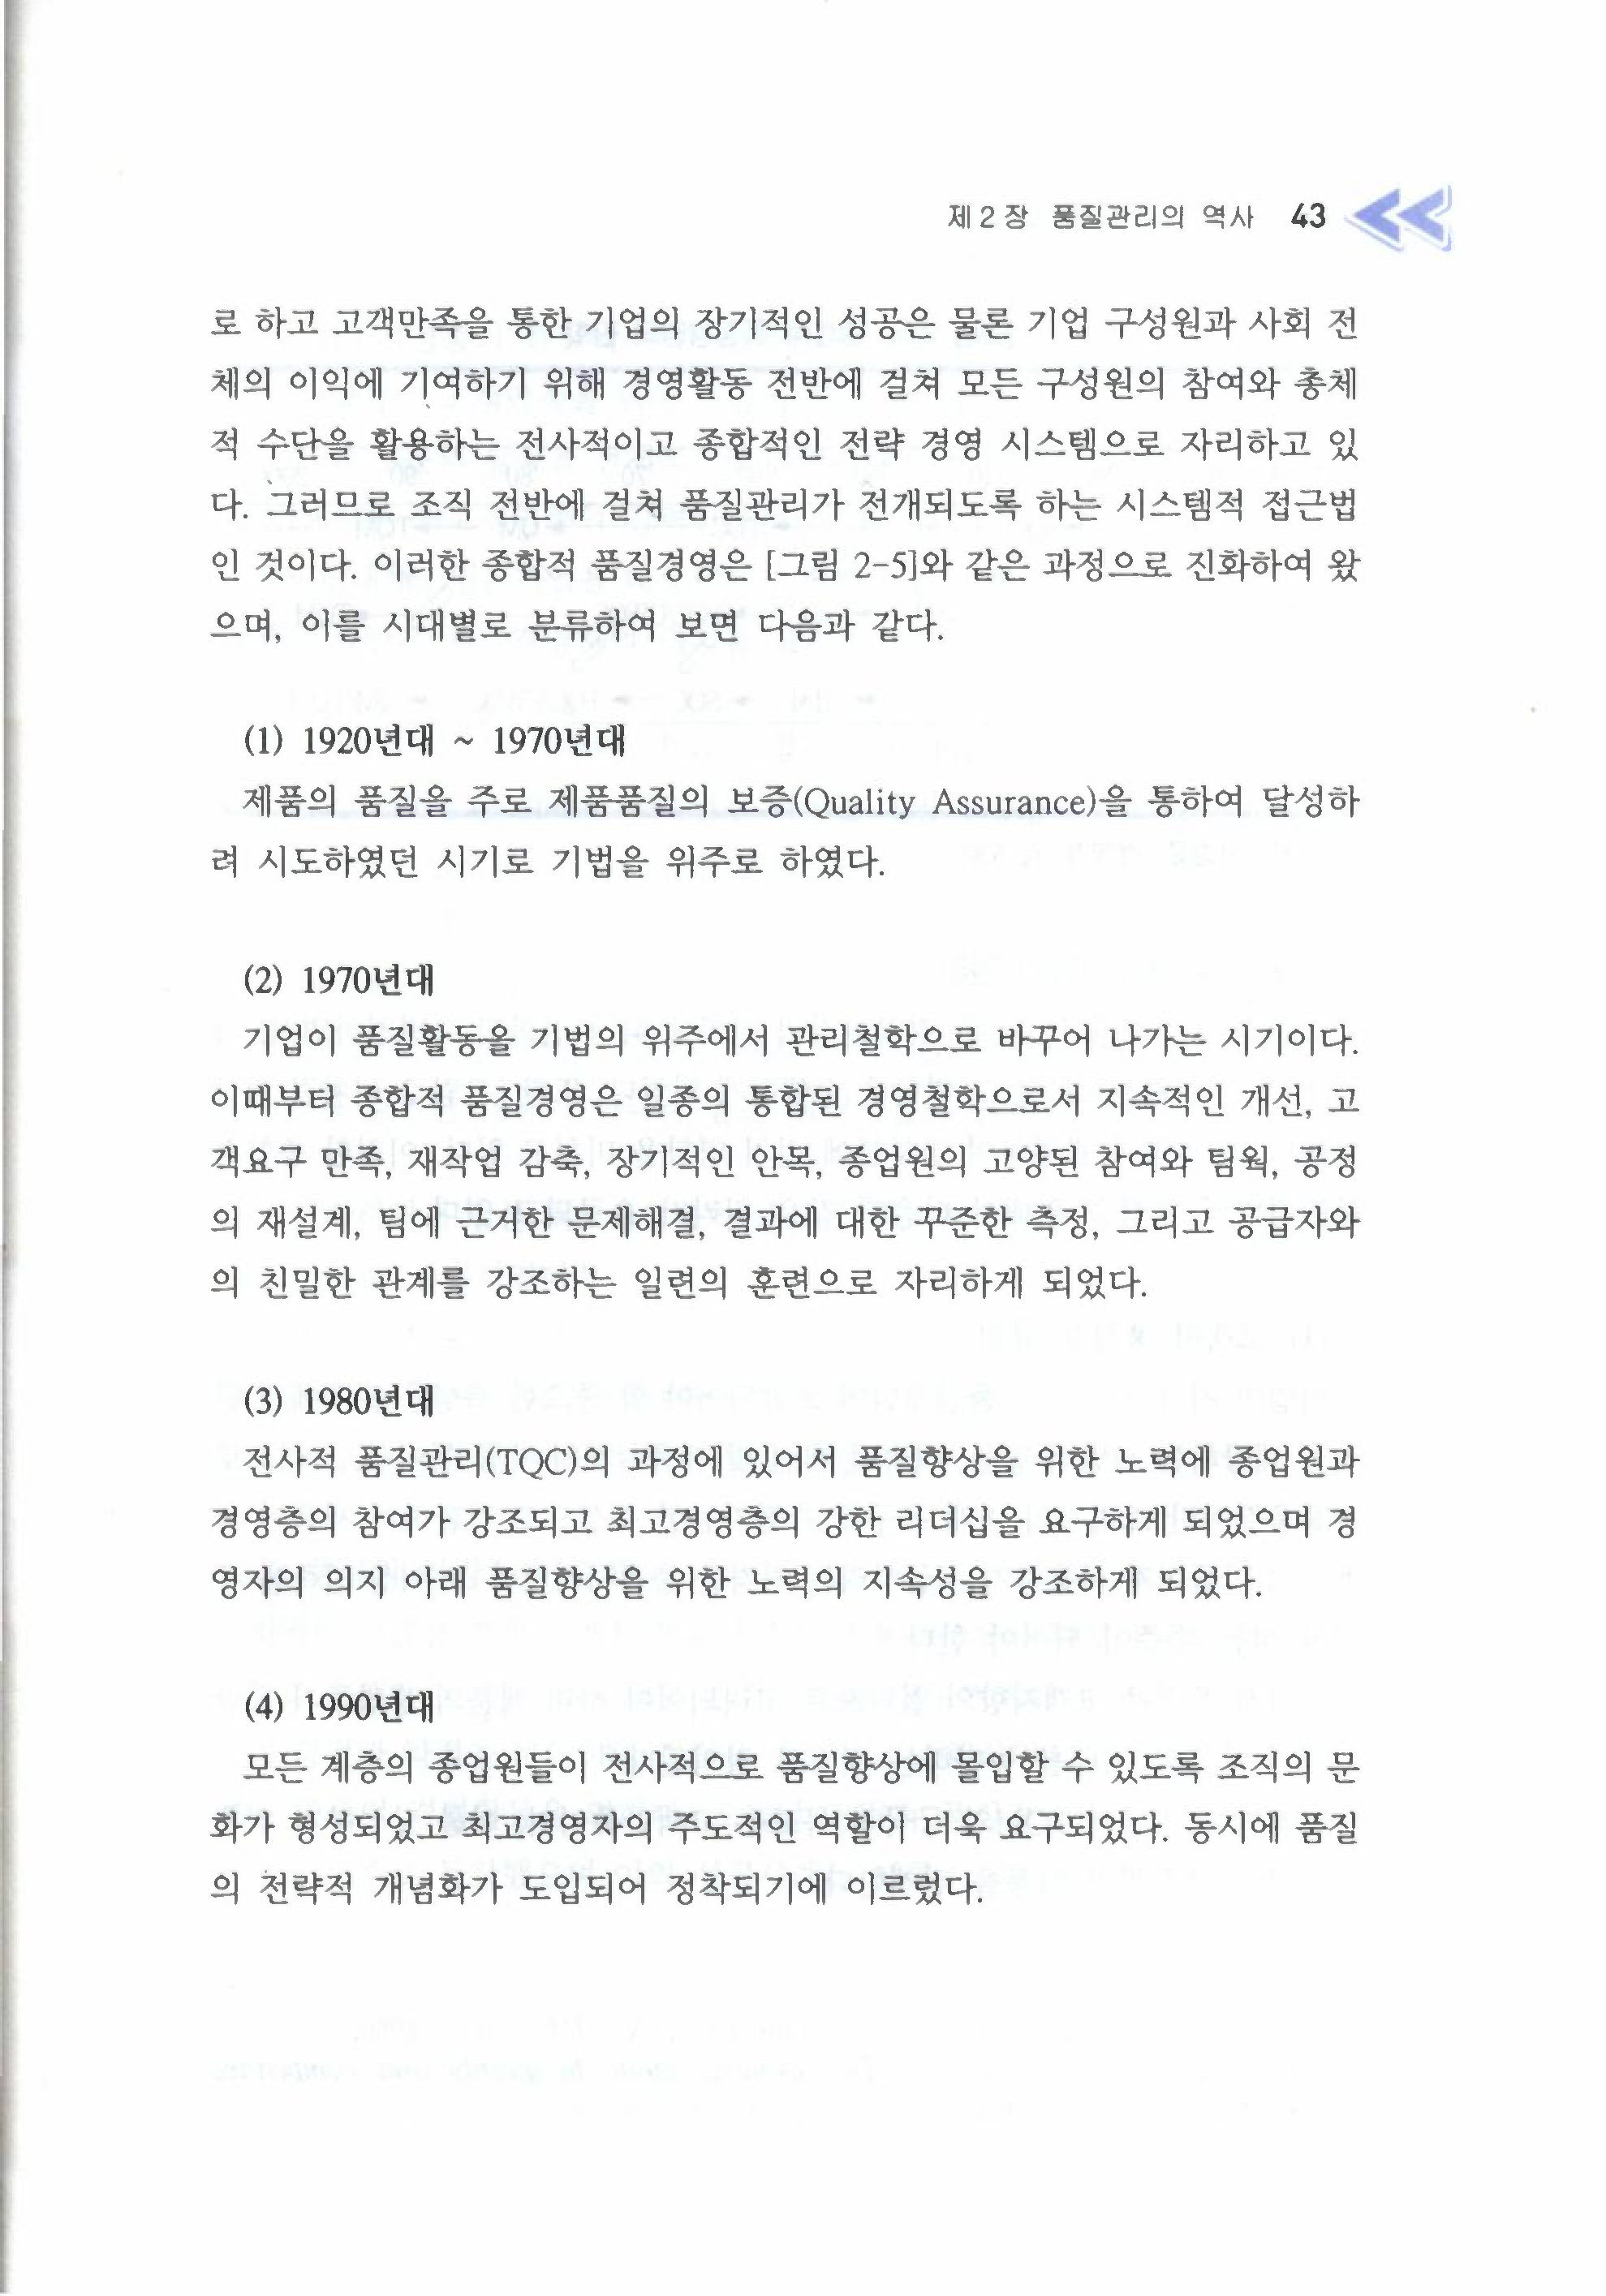 제2장 품질관리의 역사 43
로 하고 고객만족을 통한 기업의 장기적인 성공은 물론 기업 구성원과 사회 전
체의 이익에 기여하기 위해 경영활동 전반에 걸쳐 모든 구성원의 참여와 총체
적 수단을 활용하는 전사적이고 종합적인 전략 경영 시스템으로 자리하고 있
다. 그러므로 조직 전반에 걸쳐 품질관리가 전개되도록 하는 시스템적 접근법
인 것이다. 이러한 종합적 품질경영은 [그림 2-5]와 같은 과정으로 진화하여 왔
으며, 이를 시대별로 분류하여 보면 다음과 같다.
(1) 1920년대 ~ 1970년대
제품의 품질을 주로 제품품질의 보증(Quality Assurance)을 통하여 달성하
려 시도하였던 시기로 기법을 위주로 하였다.
(2) 1970년대
기업이 품질활동을 기법의 위주에서 관리철학으로 바꾸어 나가는 시기이다.
이때부터 종합적 품질경영은 일종의 통합된 경영철학으로서 지속적인 개선, 고
객요구 만족, 재작업 감축, 장기적인 안목, 종업원의 고양된 참여와 팀웍, 공정
의 재설계, 팀에 근거한 문제해결, 결과에 대한 꾸준한 측정, 그리고 공급자와
의 친밀한 관계를 강조하는 일련의 훈련으로 자리하게 되었다.
(3) 1980년대
전사적 품질관리(TQC)의 과정에 있어서 품질향상을 위한 노력에 종업원과
경영층의 참여가 강조되고 최고경영층의 강한 리더십을 요구하게 되었으며 경
영자의 의지 아래 품질향상을 위한 노력의 지속성을 강조하게 되었다.
(4) 1990년대
모든 계층의 종업원들이 전사적으로 품질향상에 몰입할 수 있도록 조직의 문
화가 형성되었고 최고경영자의 주도적인 역할이 더욱 요구되었다. 동시에 품질
의 전략적 개념화가 도입되어 정착되기에 이르렀다.